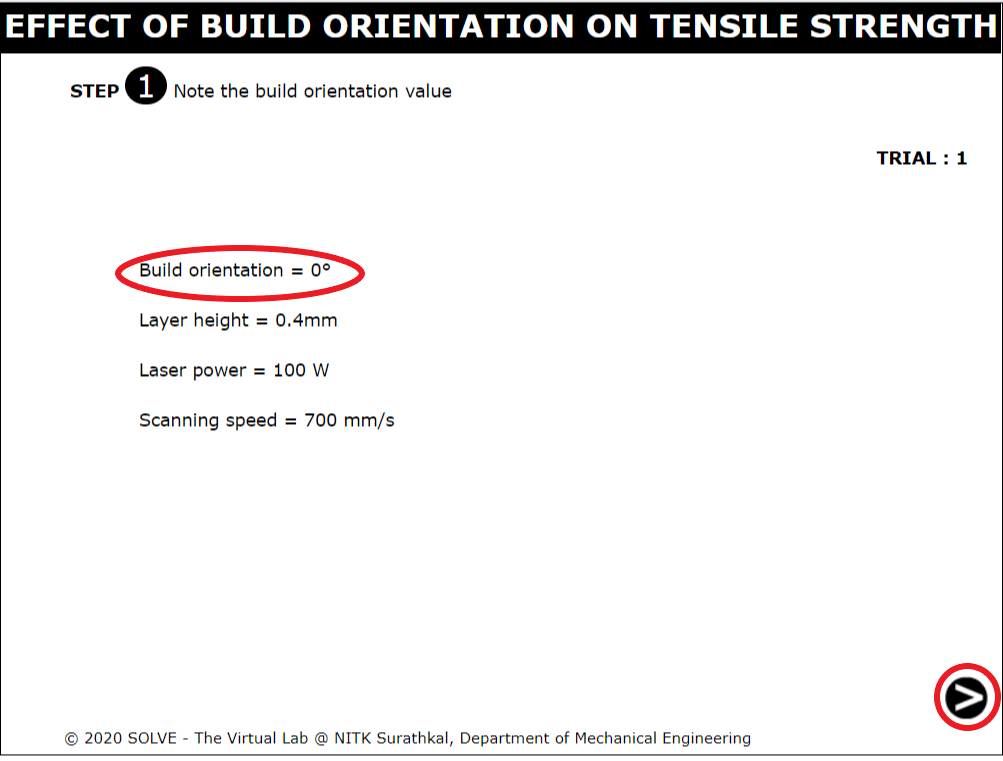 EFFECT OF BUILD ORIENTATION ON TENSILE STRENGTH
STEP 1 Note the build orientation value
TRIAL : 1
Build orientation = 0°
Layer height = 0.4mm
Laser power = 100 W
Scanning speed = 700 mm/s
>
© 2020 SOLVE - The Virtual Lab @ NITK Surathkal, Department of Mechanical Engineering